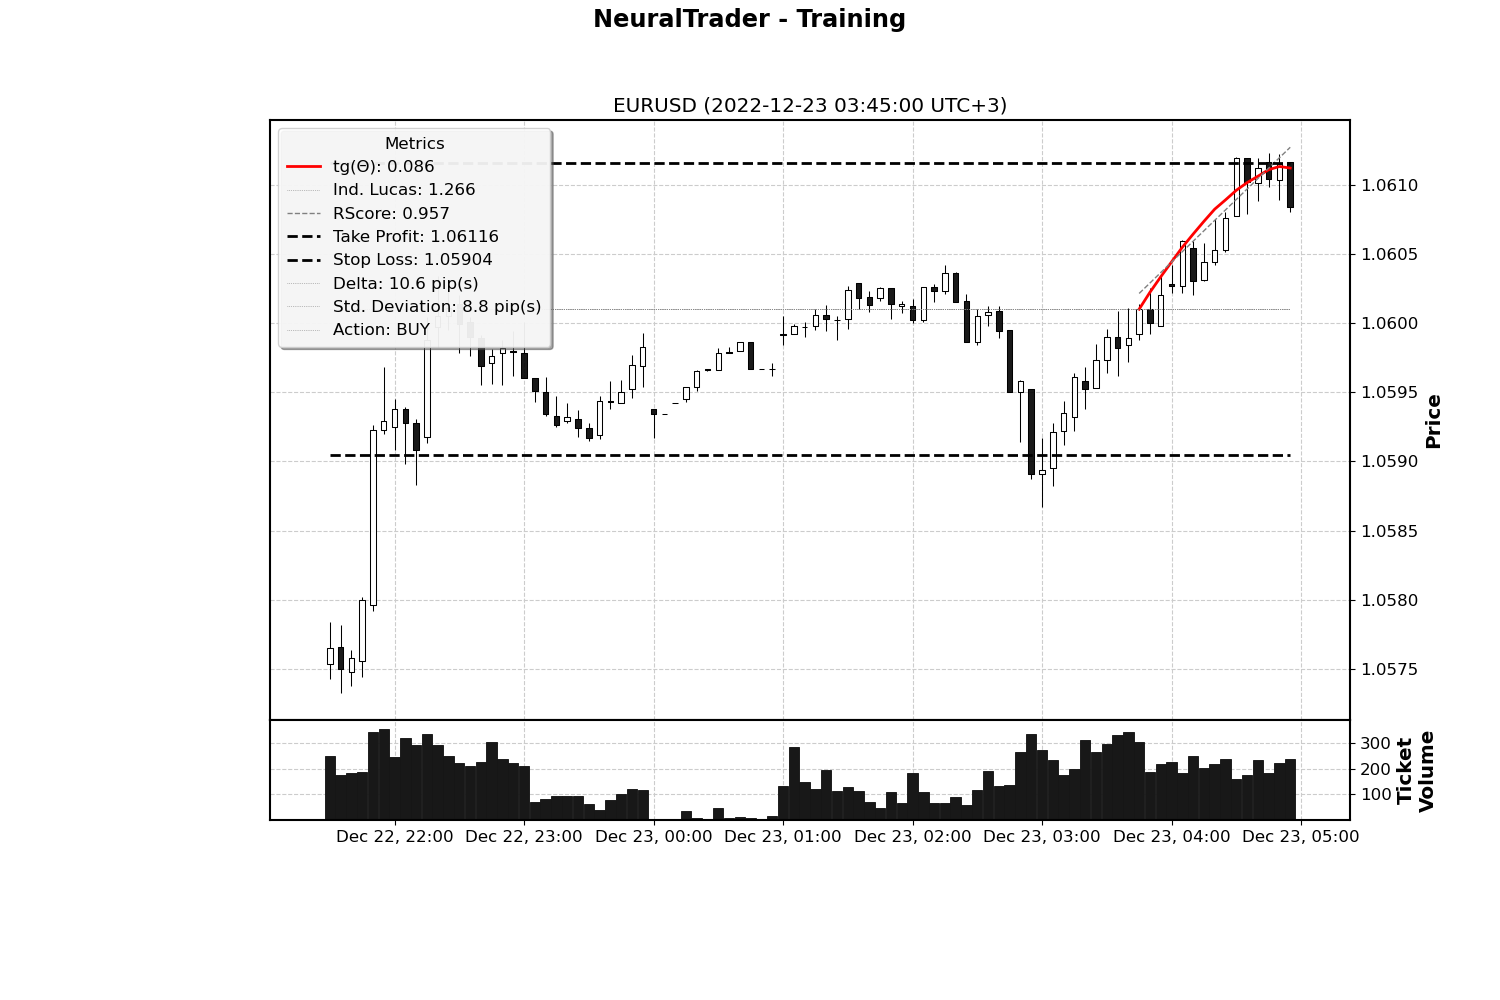 NeuralTrader - Training
EURUSD (2022-12-23 03:45:00 UTC+3)
Metrics
tg(Θ): 0.086
Ind. Lucas: 1.266
RScore: 0.957
Take Profit: 1.06116
Stop Loss: 1.05904
Delta: 10.6 pip(s)
Std. Deviation: 8.8 pip(s)
Action: BUY
1.0610
1.0605
1.0600
1.0595
1.0590
1.0585
1.0580
1.0575
Price
300
200
100
Ticket
Volume
Dec 22, 22:00 Dec 22, 23:00 Dec 23, 00:00 Dec 23, 01:00 Dec 23, 02:00 Dec 23, 03:00 Dec 23, 04:00 Dec 23, 05:00